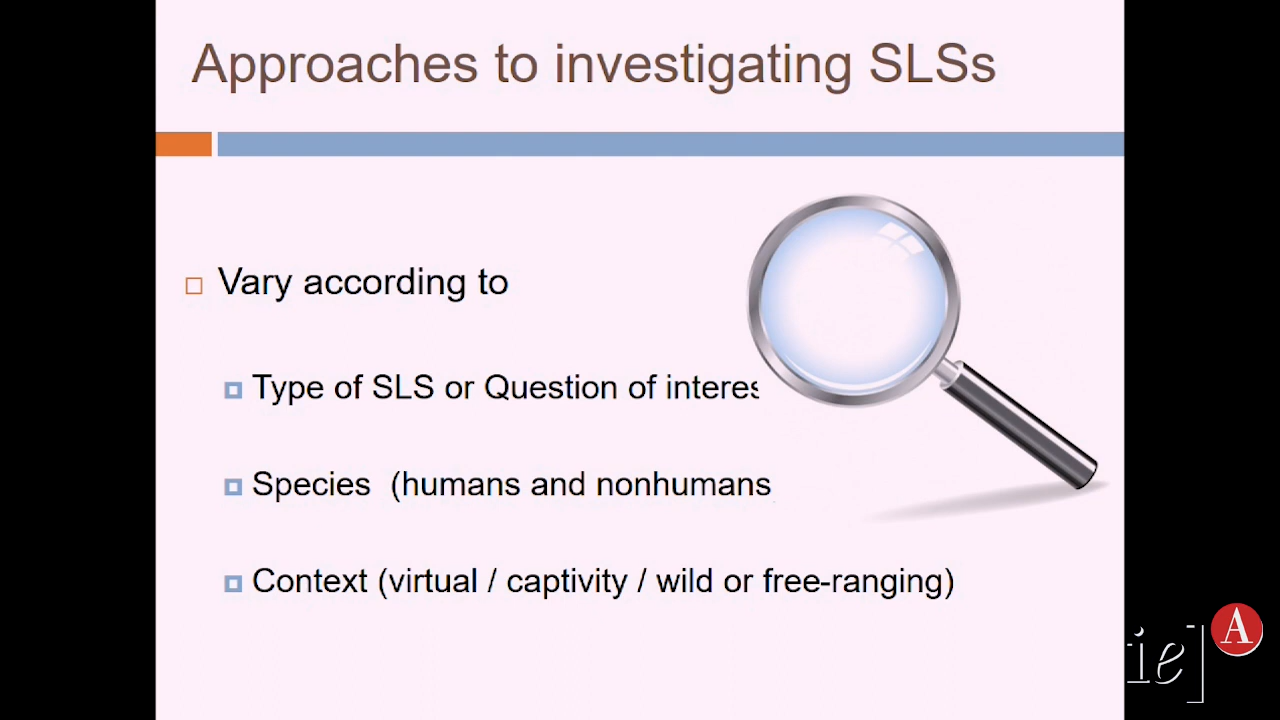 Approaches to investigating SLSs
Vary according to
Type of SLS or Question of interes
Species (humans and nonhumans
Context (virtual / captivity / wild or free-ranging)
ie]
A